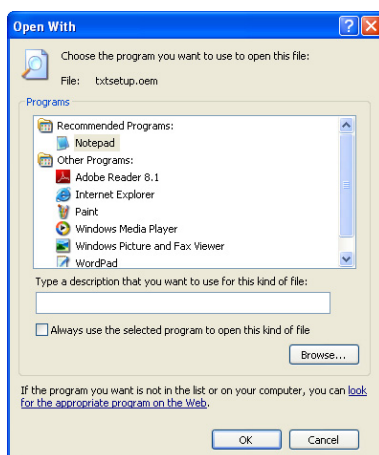 Open With
Choose the program you want to use to open this file:
File: txtsetup.oem
Programs
Recommended Programs:
Notepad
Other Programs:
Adobe Reader 8.1
Internet Explorer
Paint
Windows Media Player
Windows Picture and Fax Viewer
WordPad
Type a description that you want to use for this kind of file:
Always use the selected program to open this kind of file
Browse...
If the program you want is not in the list or on your computer, you can look
for the appropriate program on the Web.
OK Cancel